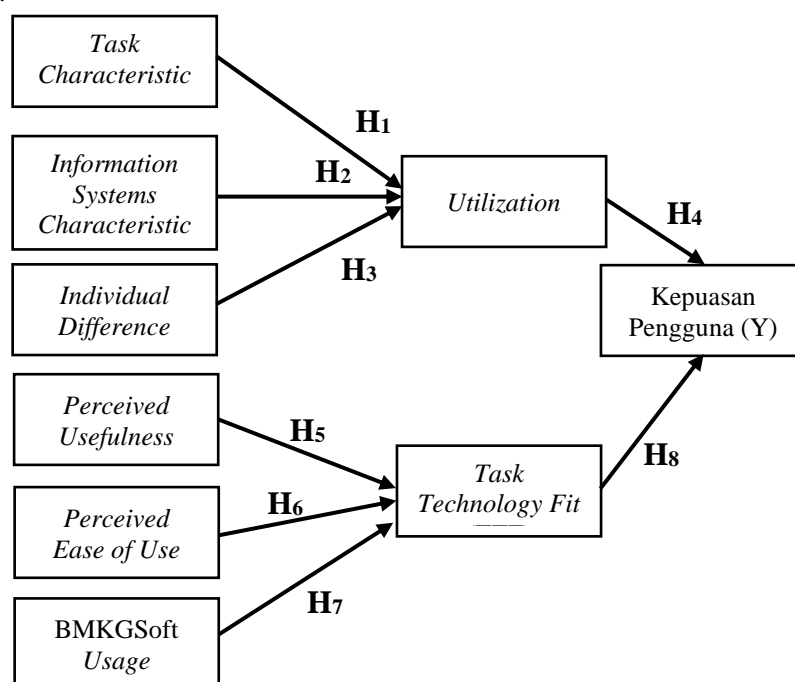 Task
Characteristic
H1
Information
Systems
Characteristic
H2
Utilization
H4
Individual
Difference
H3
Kepuasan
Pengguna (Y)
Perceived
Usefulness
H5
Task
Technology Fit
H8
Perceived
Ease of Use
H6
H7
BMKGSoft
Usage